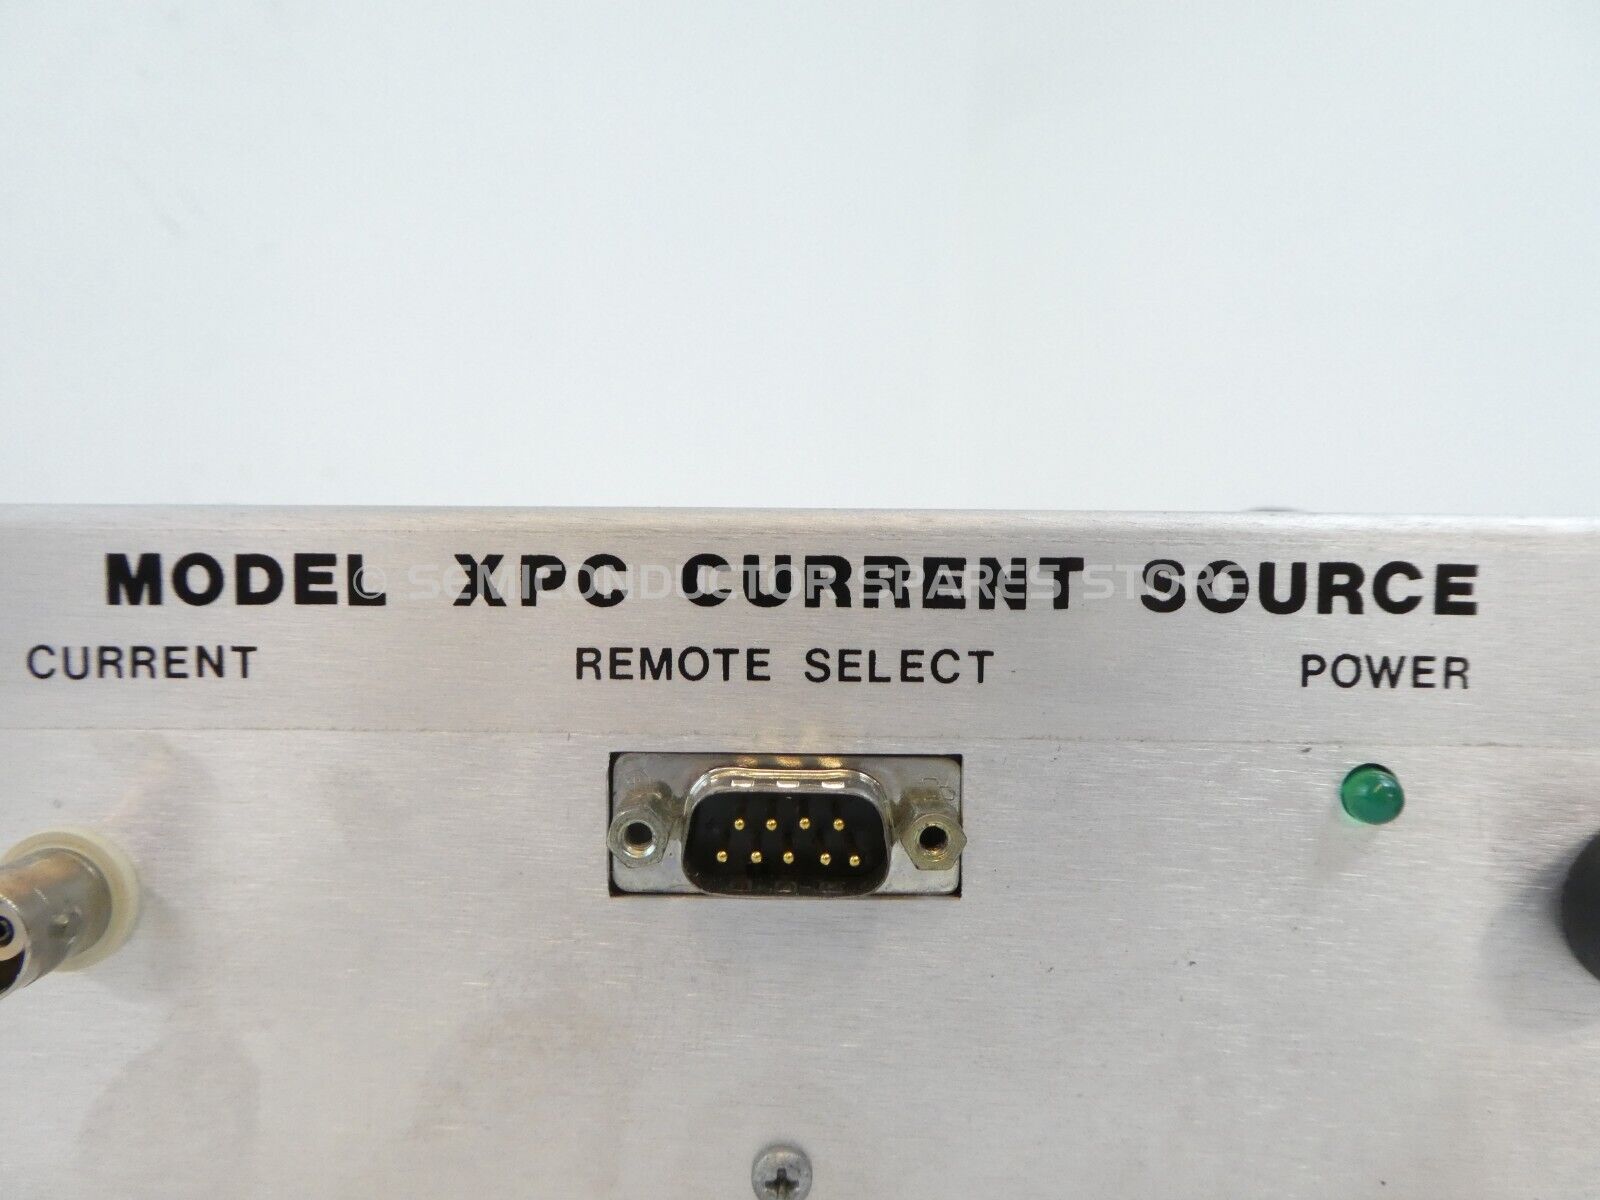 MODEL XPC CURRENT SOURCE
© SEMICONDUCTOR SPARES STORE
CURRENT REMOTE SELECT POWER